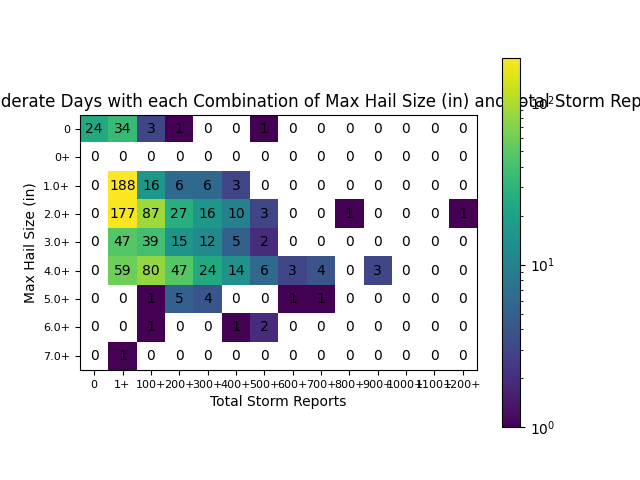 derate Days with each Combination of Max Hail Size (in) and Total Storm Rep
0 24 34 3 1 0 0 1 0 0 0 0 0 0 0
0+ 0 0 0 0 0 0 0 0 0 0 0 0 0 0
1.0+ 0 188 16 6 6 3 0 0 0 0 0 0 0 0
2.0+ 0 177 87 27 16 10 3 0 0 1 0 0 0 1
3.0+ 0 47 39 15 12 5 2 0 0 0 0 0 0 0
4.0+ 0 59 80 47 24 14 6 3 4 0 3 0 0 0
5.0+ 0 0 1 5 4 0 0 1 1 0 0 0 0 0
6.0+ 0 0 1 0 0 1 2 0 0 0 0 0 0 0
7.0+ 0 1 0 0 0 0 0 0 0 0 0 0 0 0
0 1+ 100+ 200+ 300+ 400+ 500+ 600+ 700+ 800+ 900+ 1000+ 1100+ 1200+
Total Storm Reports
Max Hail Size (in)
10²
10¹
10⁰